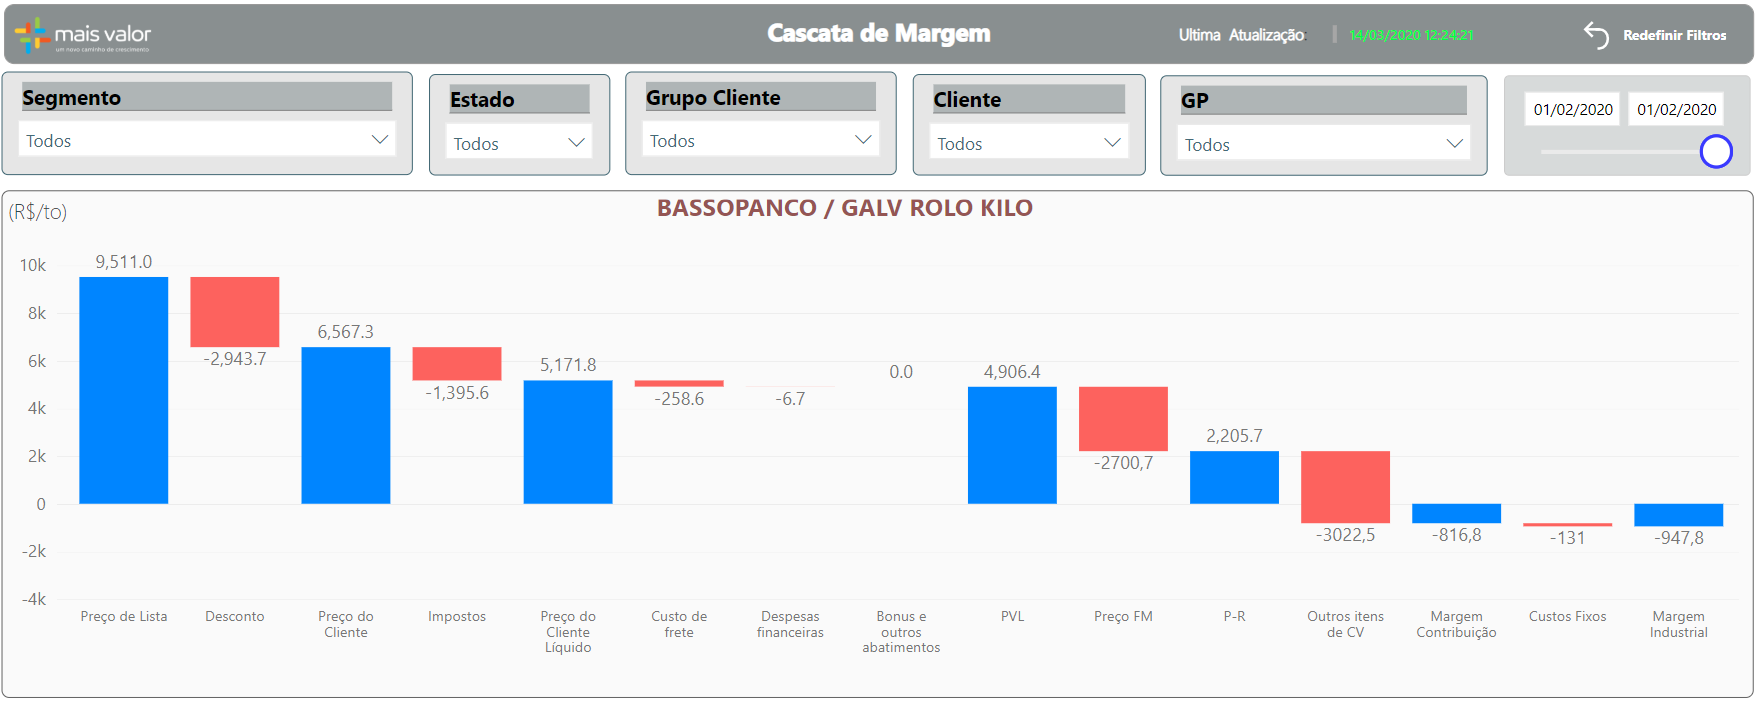 mais valor
um novo caminho de crescimento
Cascata de Margem
Ultima Atualização:
14/03/2020 12:24:21
Redefinir Filtros
Segmento
Todos
Estado
Todos
Grupo Cliente
Todos
Cliente
Todos
GP
Todos
01/02/2020
01/02/2020
(R$/to)
BASSOPANCO / GALV ROLO KILO
10k
8k
6k
4k
2k
0
-2k
-4k
9,511.0
-2,943.7
6,567.3
-1,395.6
5,171.8
-258.6
-6.7
0.0
4,906.4
-2700,7
2,205.7
-3022,5
-816,8
-131
-947,8
Preço de Lista
Desconto
Preço do
Cliente
Impostos
Preço do
Cliente
Líquido
Custo de
frete
Despesas
financeiras
Bonus e
outros
abatimentos
PVL
Preço FM
P-R
Outros itens
de CV
Margem
Contribuição
Custos Fixos
Margem
Industrial